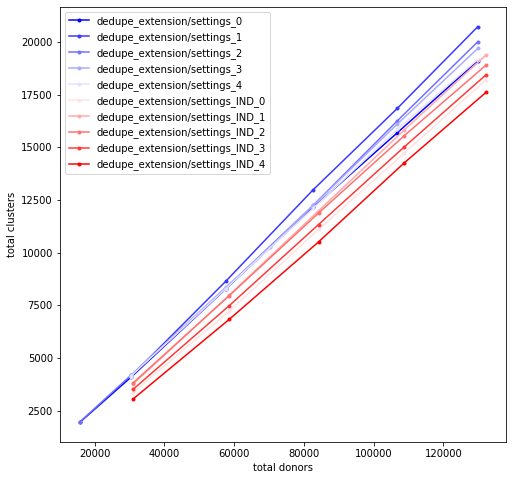 dedupe_extension/settings_0
dedupe_extension/settings_1
dedupe_extension/settings_2
dedupe_extension/settings_3
dedupe_extension/settings_4
dedupe_extension/settings_IND_0
dedupe_extension/settings_IND_1
dedupe_extension/settings_IND_2
dedupe_extension/settings_IND_3
dedupe_extension/settings_IND_4
20000
17500
15000
12500
10000
7500
5000
2500
total clusters
20000 40000 60000 80000 100000 120000
total donors